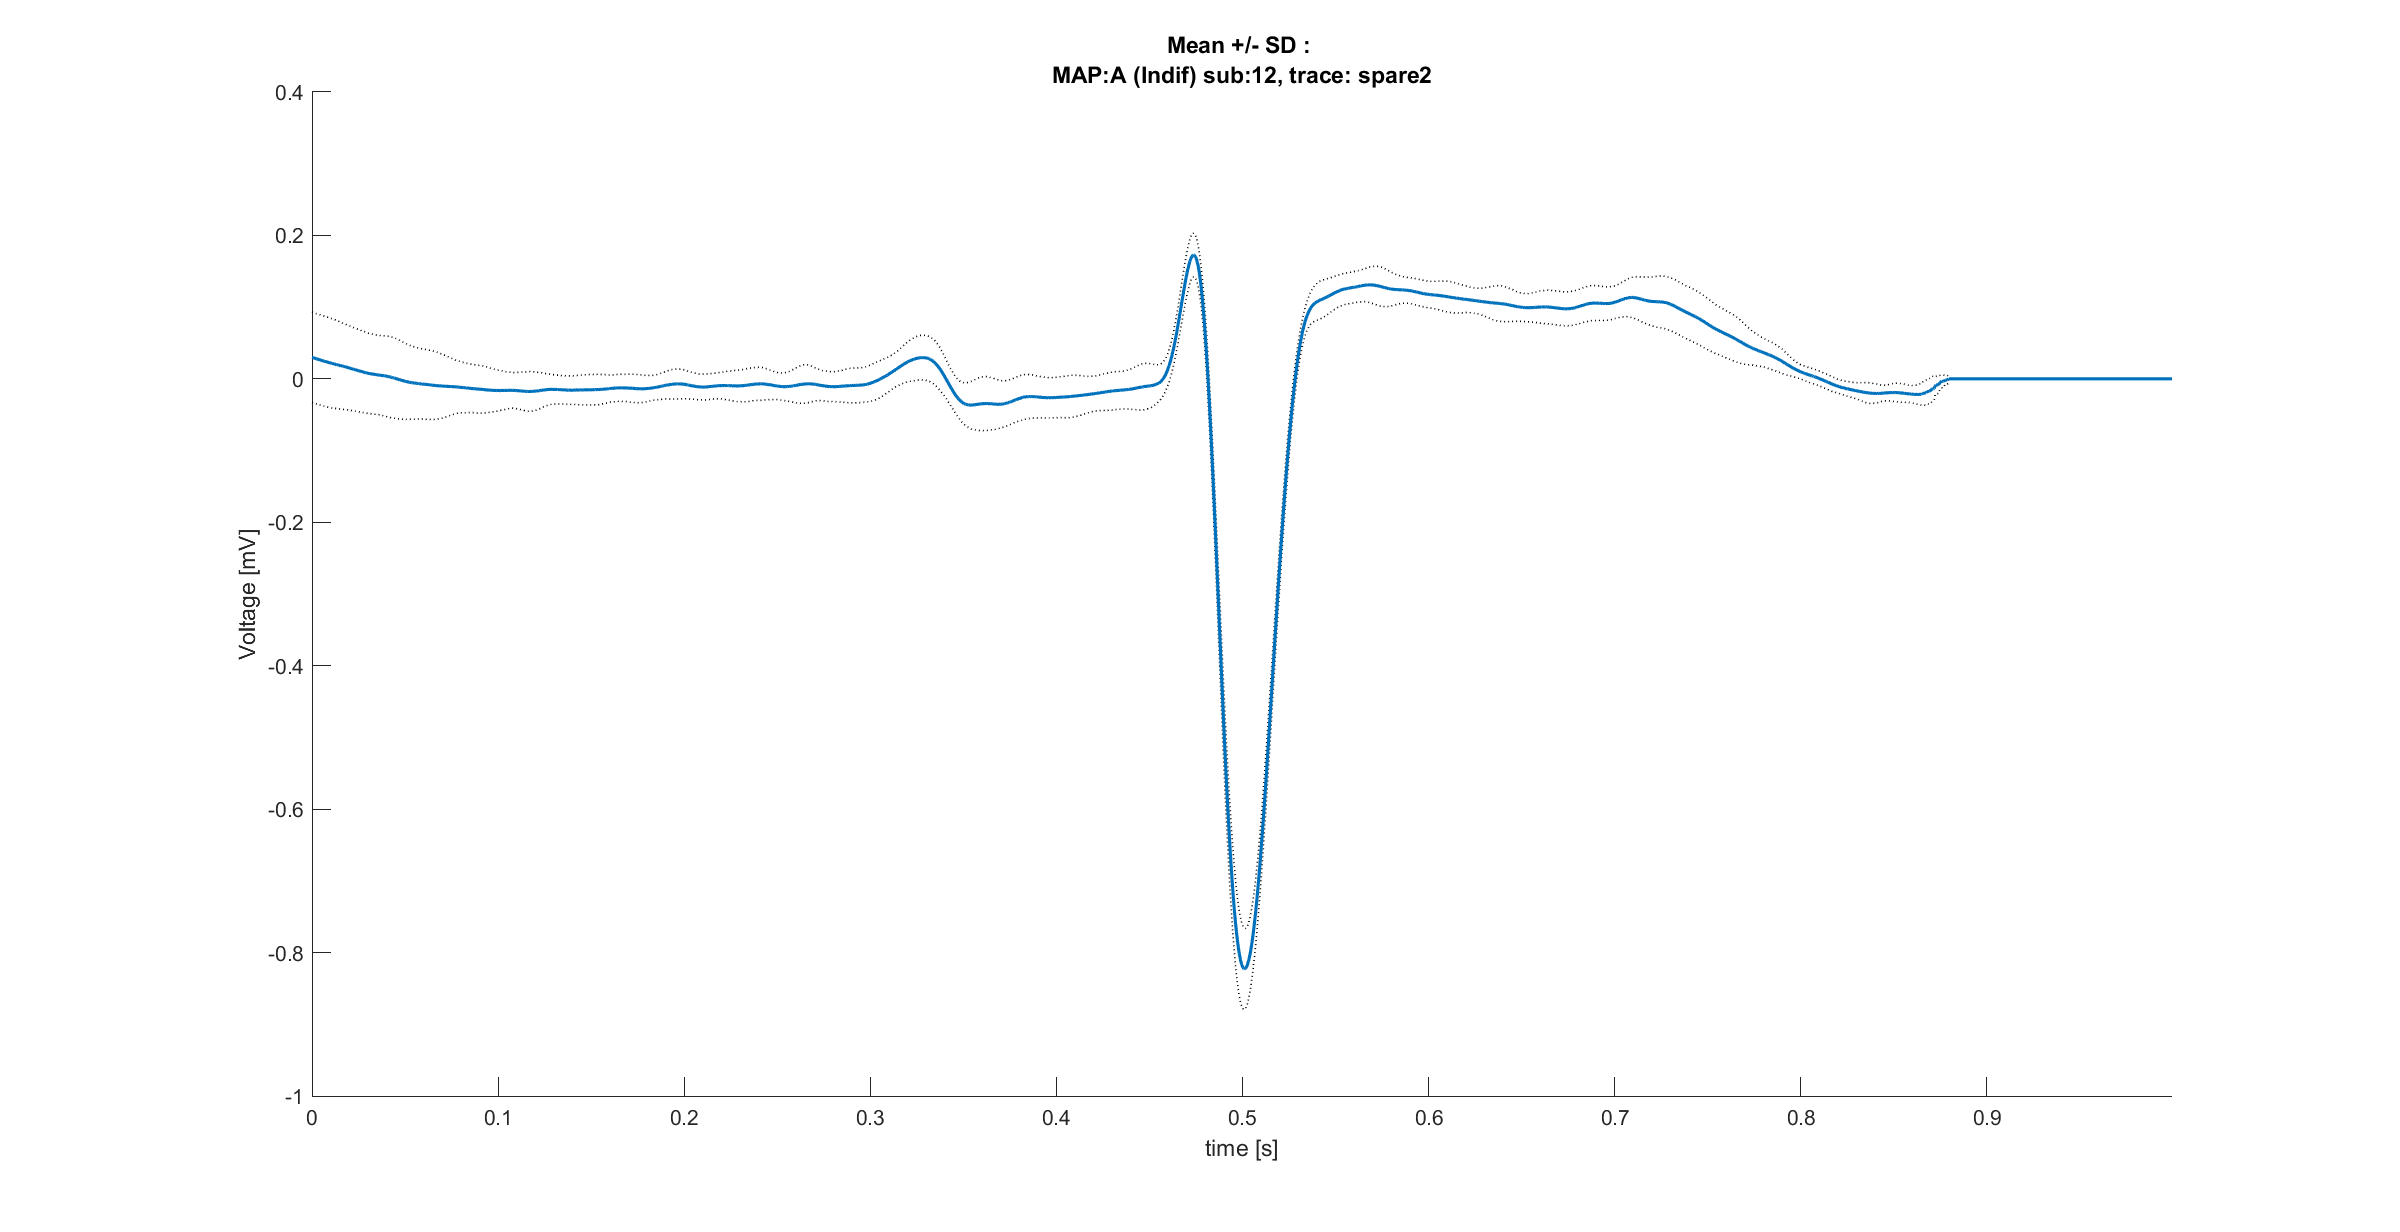 Mean +/- SD :
MAP:A (Indif) sub:12, trace: spare2
0.4
0.2
0
-0.2
-0.4
-0.6
-0.8
-1
Voltage [mV]
0 0.1 0.2 0.3 0.4 0.5 0.6 0.7 0.8 0.9
time [s]